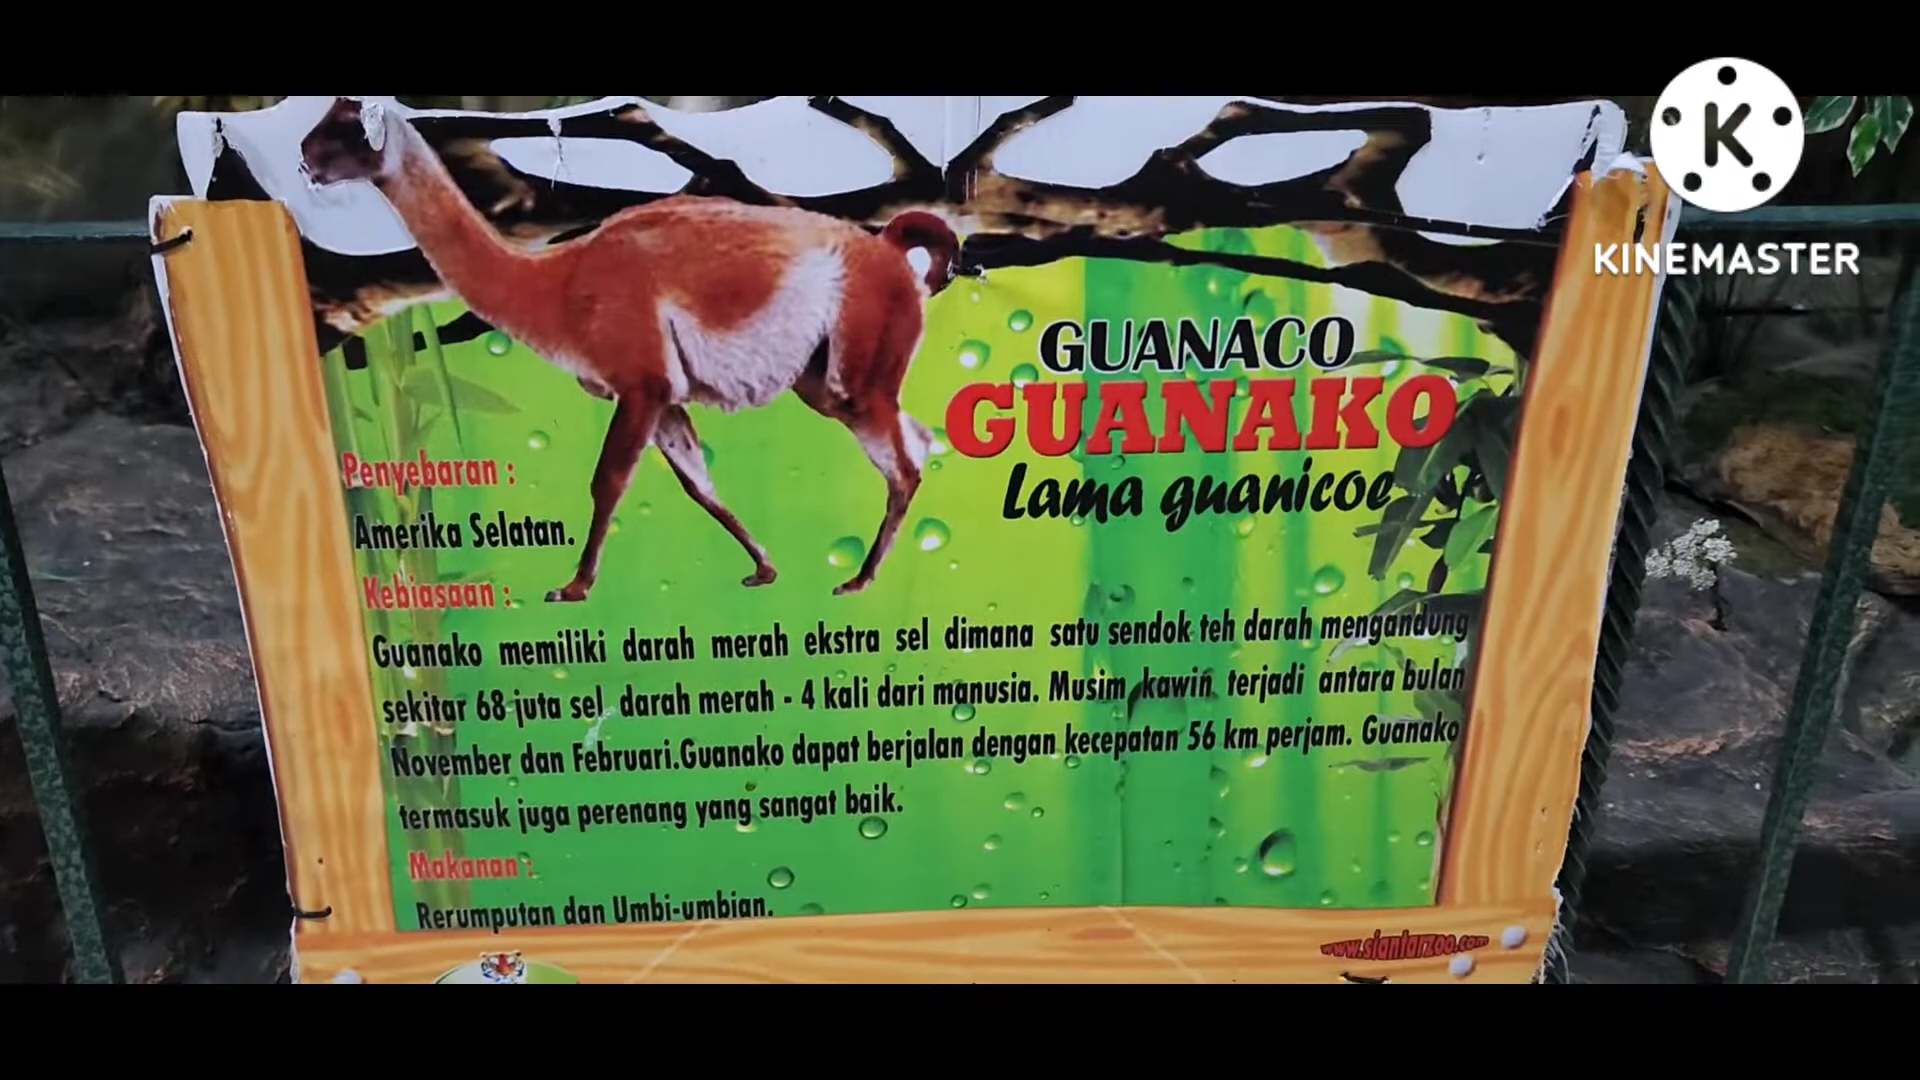 KINEMASTER
GUANACO
GUANAKO
Lama guanicoe
Penyebaran :
Amerika Selatan.
Kebiasaan :
Guanako memiliki darah merah ekstra sel dimana satu sendok teh darah mengandung
sekitar 68 juta sel darah merah - 4 kali dari manusia. Musim kawin terjadi antara bulan
November dan Februari.Guanako dapat berjalan dengan kecepatan 56 km perjam. Guanako
termasuk juga perenang yang sangat baik.
Makanan :
Rerumputan dan Umbi-umbian.
www.siantarzoo.com